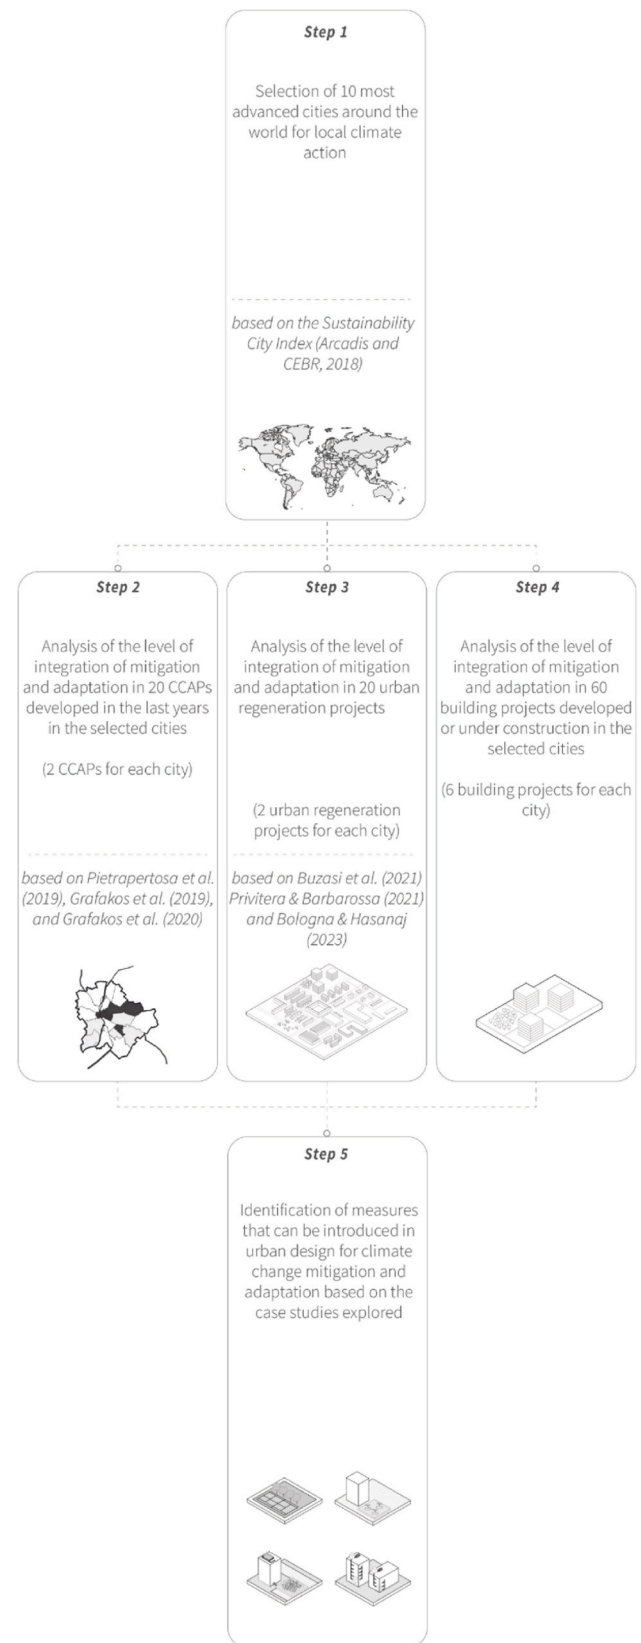 Step 1
Selection of 10 most
advanced cities around the
world for local climate
action
based on the Sustainability
City Index (Arcadis and
CEBR, 2018)
Step 2
Analysis of the level of
integration of mitigation
and adaptation in 20 CCAPs
developed in the last years
in the selected cities
(2 CCAPs for each city)
based on Pietrapertosa et al.
(2019), Grafakos et al. (2019),
and Grafakos et al. (2020)
Step 3
Analysis of the level of
integration of mitigation
and adaptation in 20 urban
regeneration projects
(2 urban regeneration
projects for each city)
based on Buzasi et al. (2021)
Privitera & Barbarossa (2021)
and Bologna & Hasanaj
(2023)
Step 4
Analysis of the level of
integration of mitigation
and adaptation in 60
building projects developed
or under construction in the
selected cities
(6 building projects for each
city)
Step 5
Identification of measures
that can be introduced in
urban design for climate
change mitigation and
adaptation based on the
case studies explored